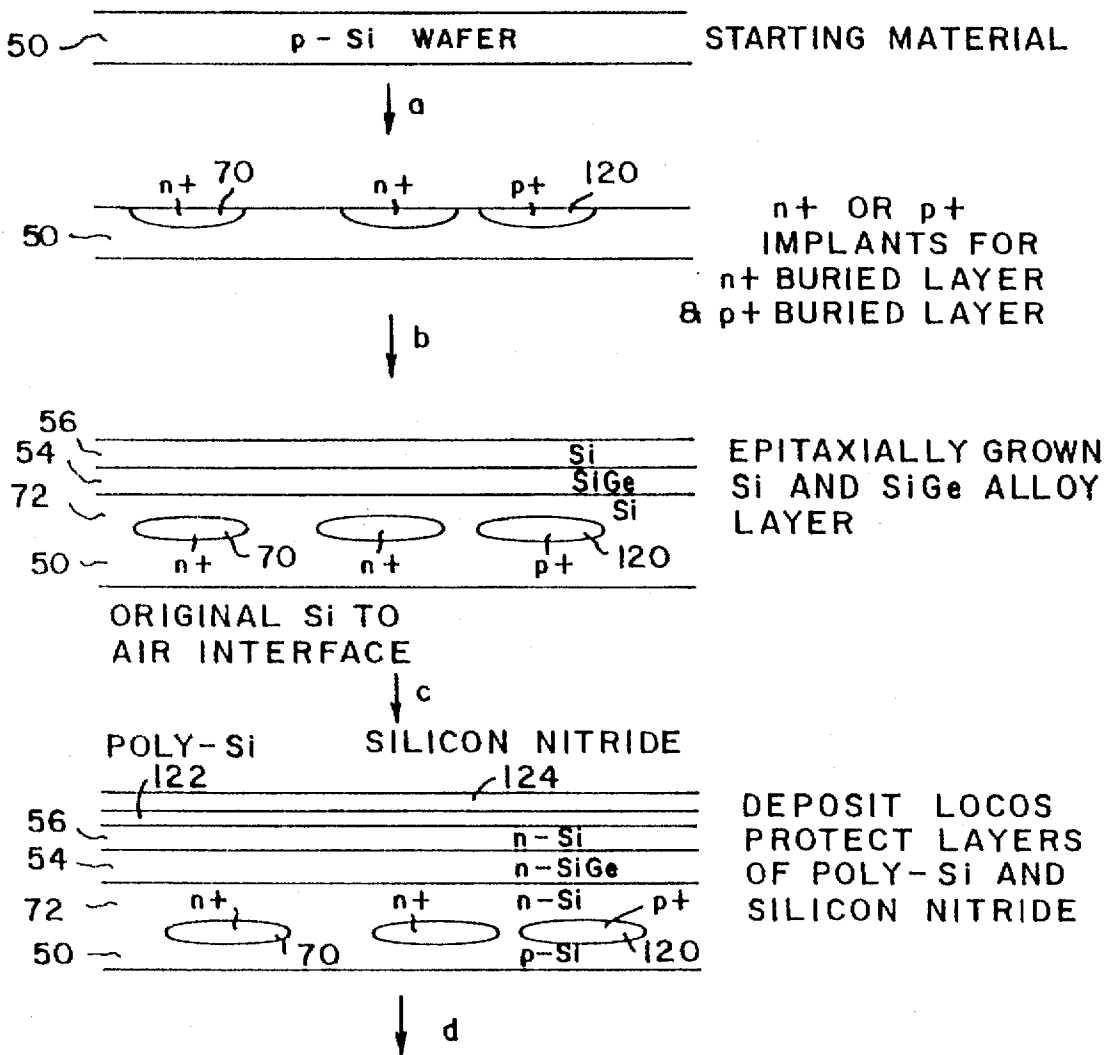 50 p-Si WAFER STARTING MATERIAL
a
n+ 70 n+ p+ 120
50
n+ OR p+
IMPLANTS FOR
n+ BURIED LAYER
& p+ BURIED LAYER
b
56
54
72
50
Si
SiGe
Si
n+ 70 n+ p+ 120
EPITAXIALLY GROWN
Si AND SiGe ALLOY
LAYER
ORIGINAL Si TO
AIR INTERFACE
c
POLY-Si SILICON NITRIDE
122 124
56
54
72
50
n-Si
n-SiGe
n+ n+ n-Si p+
70 p-Si 120
DEPOSIT LOCOS
PROTECT LAYERS
OF POLY-Si AND
SILICON NITRIDE
d